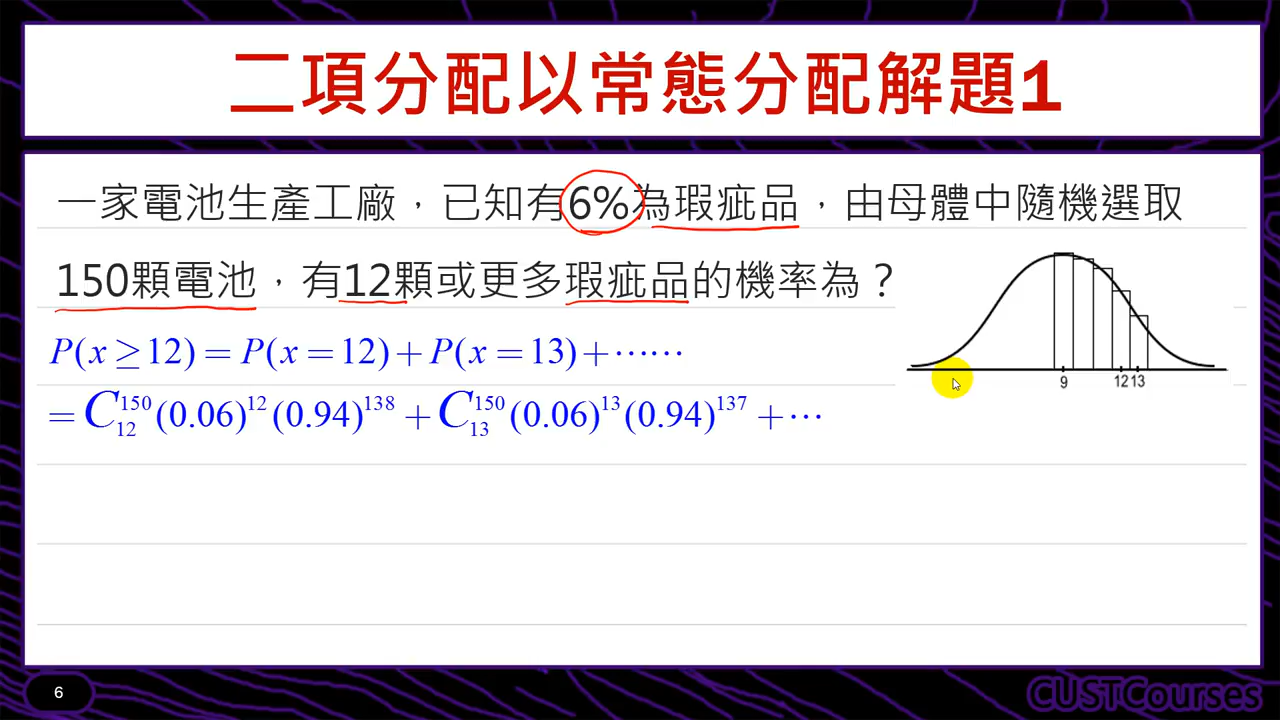 二項分配以常態分配解題1
一家電池生產工廠，已知有6%為瑕疵品，由母體中隨機選取
150顆電池，有12顆或更多瑕疵品的機率為？
P(x≥12)=P(x=12)+P(x=13)+⋯⋯
=C₁₂¹⁵⁰(0.06)¹²(0.94)¹³⁸+C₁₃¹⁵⁰(0.06)¹³(0.94)¹³⁷+⋯
9 12 13
6
CUSTCourses